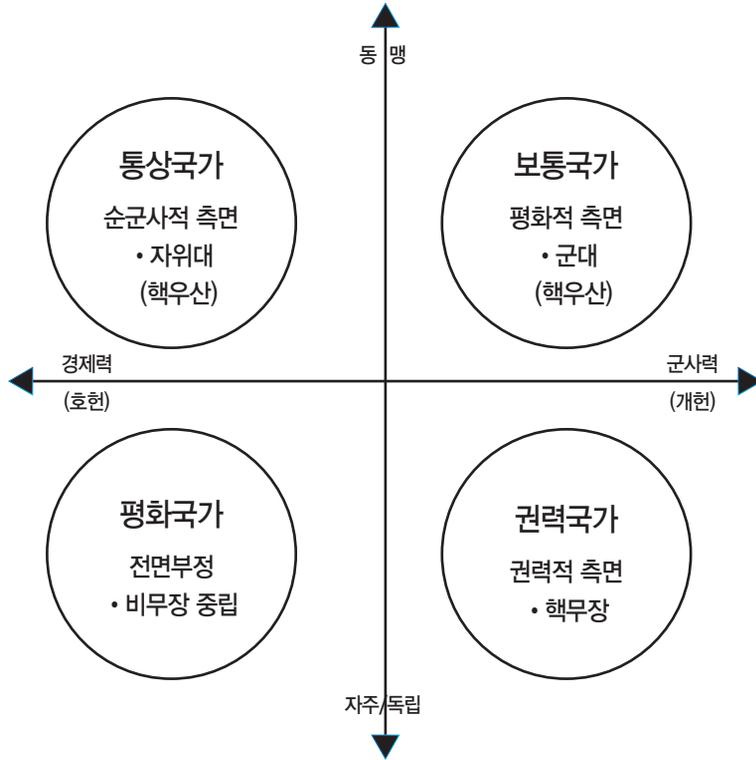 동 맹
통상국가
순군사적 측면
• 자위대
(핵우산)
보통국가
평화적 측면
• 군대
(핵우산)
경제력
(호헌)
군사력
(개헌)
평화국가
전면부정
• 비무장 중립
권력국가
권력적 측면
• 핵무장
자주/독립